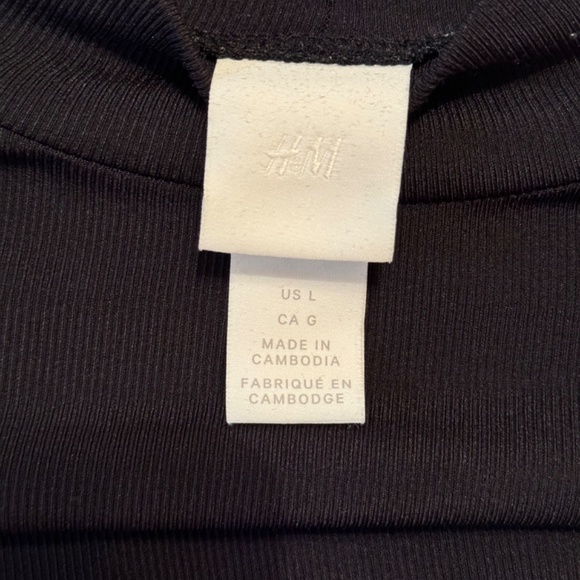 H&M
US L
CA G
MADE IN
CAMBODIA
FABRIQUÉ EN
CAMBODGE